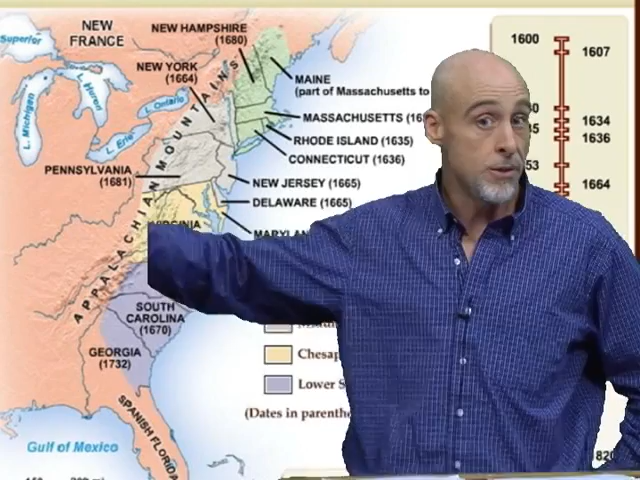 NEW
FRANCE
Superior
NEW HAMPSHIRE
(1680)
NEW YORK
(1664)
L. Michigan
L. Huron
L. Ontario
L. Erie
APPALACHIAN MOUNTAINS
MAINE
(part of Massachusetts to
MASSACHUSETTS
RHODE ISLAND (1635)
CONNECTICUT (1636)
PENNSYLVANIA
(1681)
NEW JERSEY (1665)
DELAWARE (1665)
SOUTH
CAROLINA
(1670)
GEORGIA
(1732)
SPANISH FLORIDA
Gulf of Mexico
Lower S
(Dates in parenth
1600
1607
1634
1636
1664